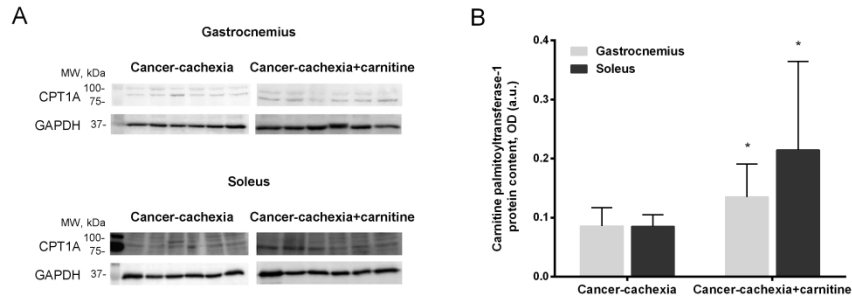 A
Gastrocnemius
Cancer-cachexia Cancer-cachexia+carnitine
MW, kDa
100-
CPT1A
75-
GAPDH 37-
Soleus
Cancer-cachexia Cancer-cachexia+carnitine
MW, kDa
100-
CPT1A
75-
GAPDH 37-
B
Carnitine palmitoyltransferase-1
protein content, OD (a.u.)
0.4
0.3
0.2
0.1
0.0
Gastrocnemius
Soleus
*
*
Cancer-cachexia Cancer-cachexia+carnitine